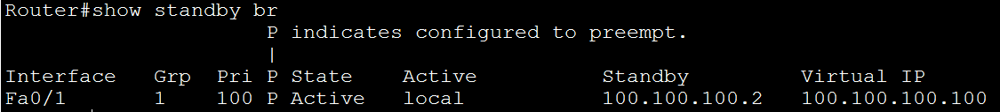 Router#show standby br
P indicates configured to preempt.
|
Interface Grp Pri P State Active Standby Virtual IP
Fa0/1 1 100 P Active local 100.100.100.2 100.100.100.100